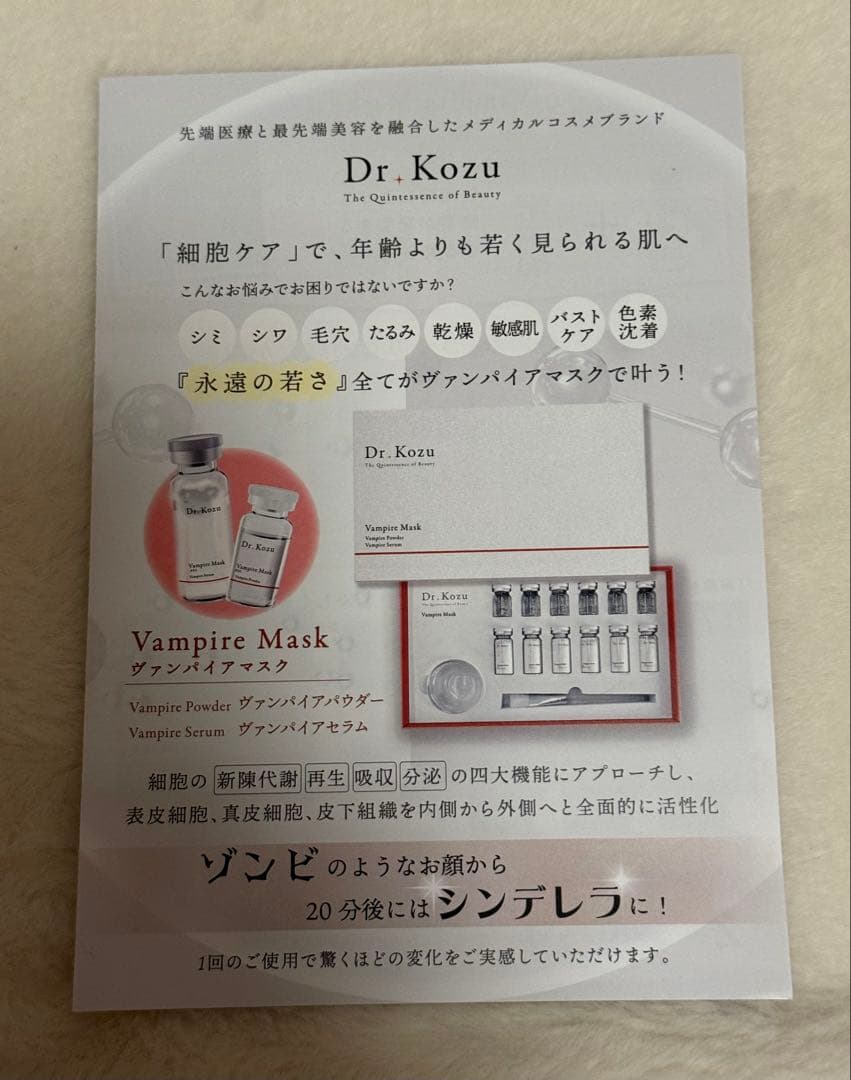 先端医療と最先端美容を融合したメディカルコスメブランド
Dr.Kozu
The Quintessence of Beauty
「細胞ケア」で、年齢よりも若く見られる肌へ
こんなお悩みでお困りではないですか?
シミ シワ 毛穴 たるみ 乾燥 敏感肌 バストケア 色素沈着
『永遠の若さ』全てがヴァンパイアマスクで叶う!
Dr.Kozu
The Quintessence of Beauty
Vampire Mask
Vampire Powder
Vampire Serum
Dr.Kozu
Vampire Mask
Vampire Serum
Dr.Kozu
Vampire Mask
Vampire Powder
Dr.Kozu
The Quintessence of Beauty
Vampire Mask
Vampire Mask
ヴァンパイアマスク
Vampire Powder ヴァンパイアパウダー
Vampire Serum ヴァンパイアセラム
細胞の 新陳代謝 再生 吸収 分泌 の四大機能にアプローチし、
表皮細胞、真皮細胞、皮下組織を内側から外側へと全面的に活性化
ゾンビのようなお顔から
20分後にはシンデレラに!
1回のご使用で驚くほどの変化をご実感していただけます。